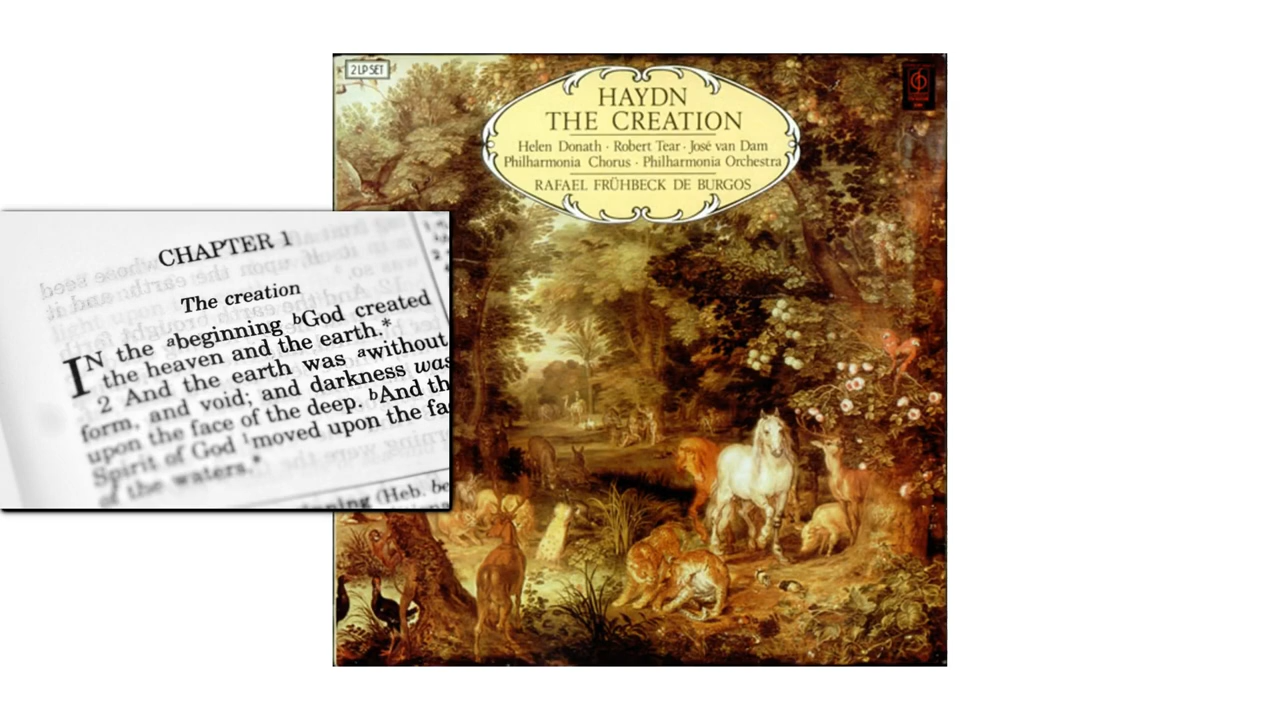 2 LP SET
HAYDN
THE CREATION
Helen Donath · Robert Tear · José van Dam
Philharmonia Chorus · Philharmonia Orchestra
RAFAEL FRÜHBECK DE BURGOS
CHAPTER 1
The creation
IN the abeginning bGod created
the heaven and the earth.*
2 And the earth was awithout
form, and void; and darkness was
upon the face of the deep. bAnd th
Spirit of God 1moved upon the fa
of the waters.*
(Heb. be